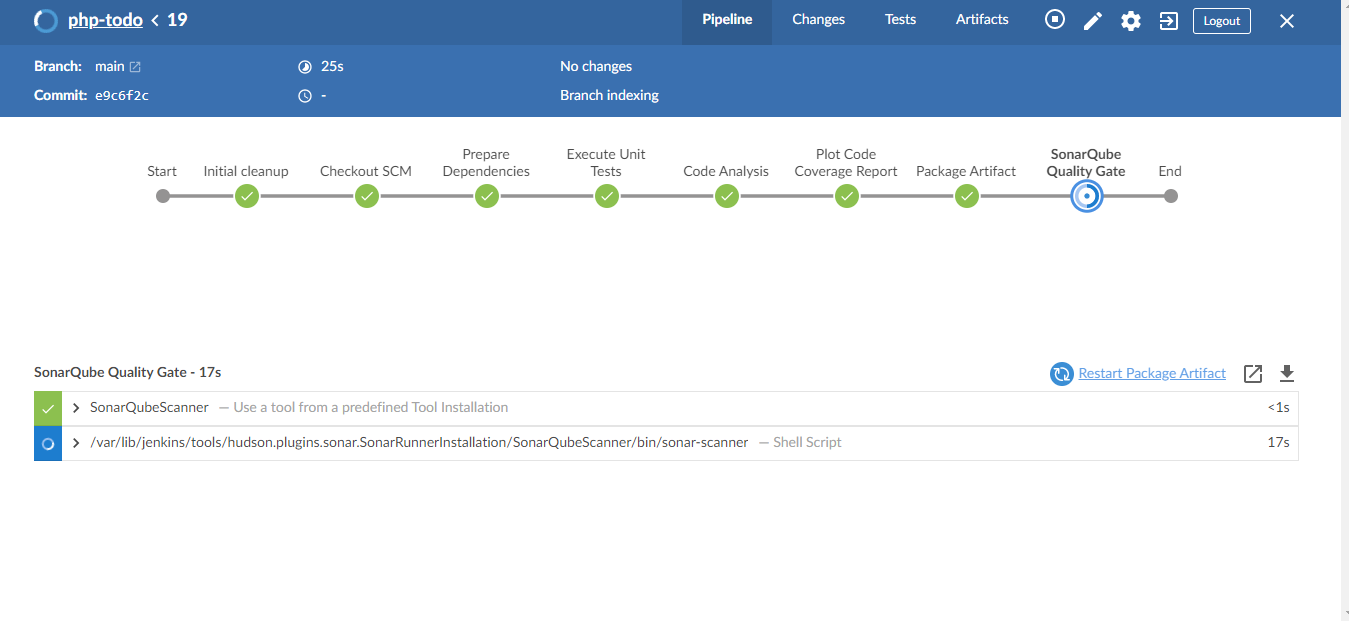 php-todo < 19 Pipeline Changes Tests Artifacts Logout
Branch: main 25s No changes
Commit: e9c6f2c - Branch indexing
Start Initial cleanup Checkout SCM Prepare Dependencies Execute Unit Tests Code Analysis Plot Code Coverage Report Package Artifact SonarQube Quality Gate End
SonarQube Quality Gate - 17s Restart Package Artifact
SonarQubeScanner — Use a tool from a predefined Tool Installation <1s
/var/lib/jenkins/tools/hudson.plugins.sonar.SonarRunnerInstallation/SonarQubeScanner/bin/sonar-scanner — Shell Script 17s